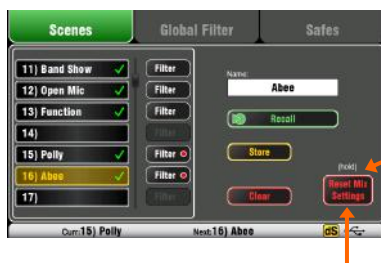 Scenes Global Filter Safes
11) Band Show Filter
12) Open Mic Filter
13) Function Filter
14) Filter
15) Polly Filter
16) Abee Filter
17) Filter
Name:
Abee
Recall
Store
(hold)
Clear
Reset Mix
Settings
Curr: 15) Polly Next: 16) Abee dS